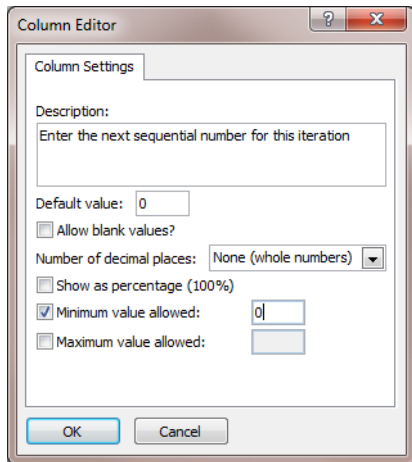 Column Editor
Column Settings
Description:
Enter the next sequential number for this iteration
Default value: 0
Allow blank values?
Number of decimal places: None (whole numbers)
Show as percentage (100%)
Minimum value allowed: 0
Maximum value allowed:
OK Cancel